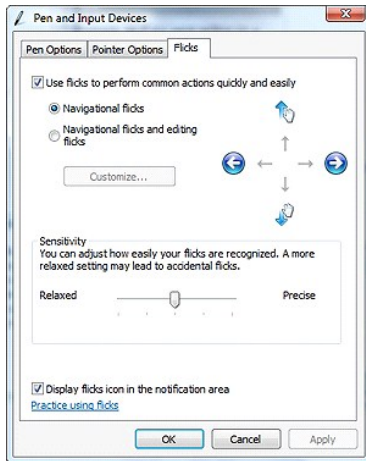 Pen and Input Devices
Pen Options Pointer Options Flicks
Use flicks to perform common actions quickly and easily
Navigational flicks
Navigational flicks and editing
flicks
Customize...
Sensitivity
You can adjust how easily your flicks are recognized. A more
relaxed setting may lead to accidental flicks.
Relaxed Precise
Display flicks icon in the notification area
Practice using flicks
OK Cancel Apply